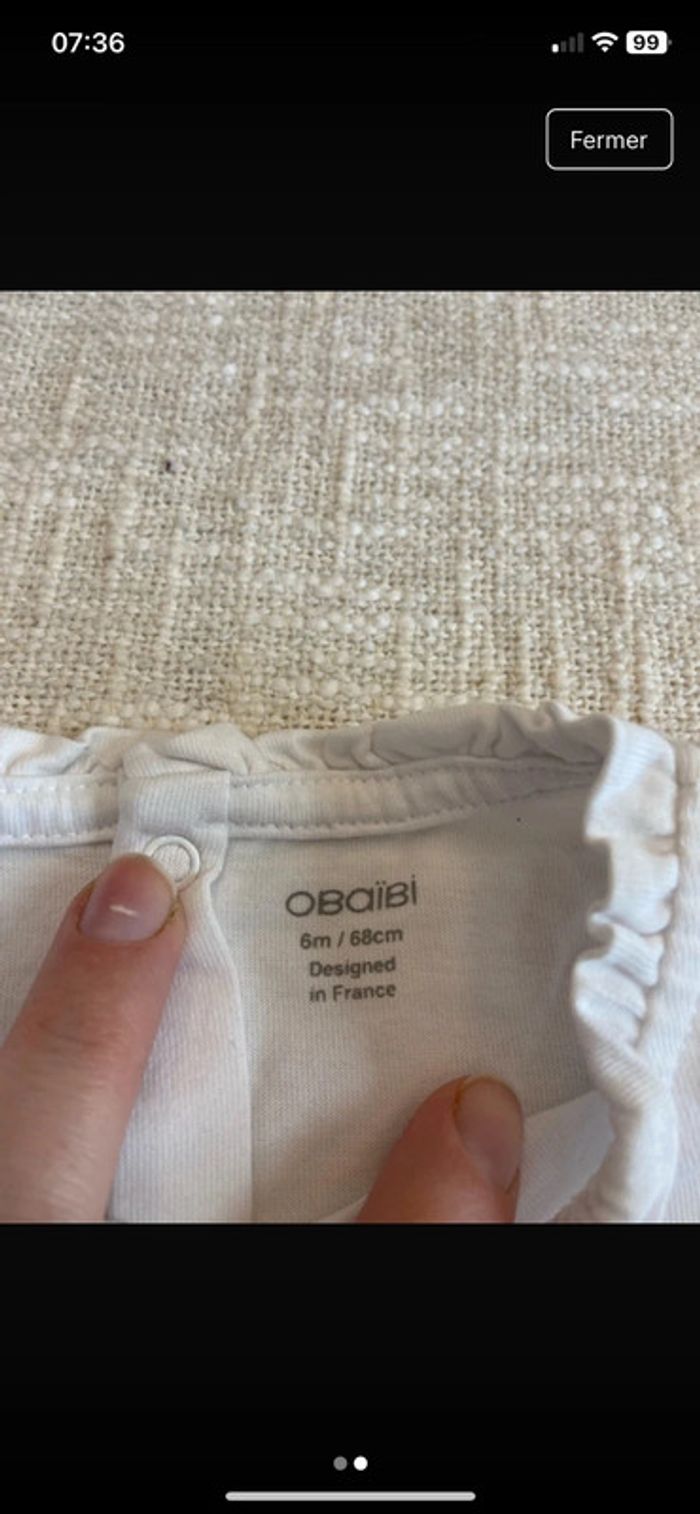 07:36
99
Fermer
OBaïBi
6m / 68cm
Designed
in France